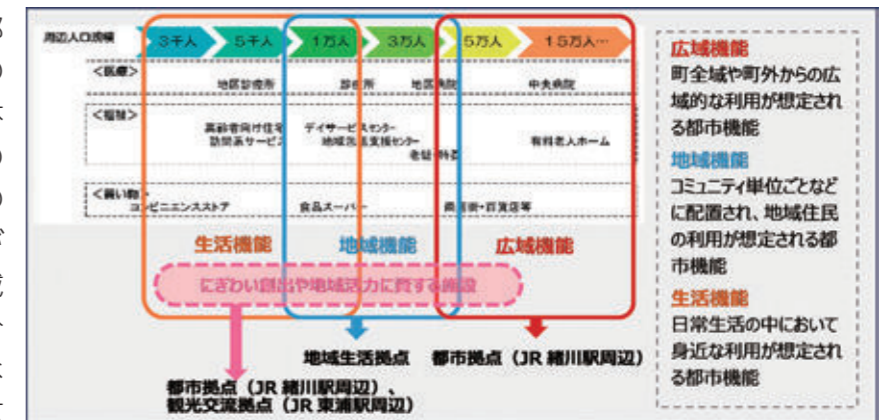 周辺人口規模
3千人 5千人 1万人 3万人 5万人 15万人…
<医療>
地区診療所 診療所 地区病院 中央病院
<福祉>
高齢者向け住宅 デイサービスセンター
訪問系サービス 地域包括支援センター 有料老人ホーム
老健・特養
<買い物>
コンビニエンスストア 食品スーパー 商店街・百貨店等
生活機能 地域機能 広域機能
にぎわい創出や地域活力に資する施設
地域生活拠点 都市拠点（JR 緒川駅周辺）
都市拠点（JR 緒川駅周辺）、
観光交流拠点（JR 東浦駅周辺）
広域機能
町全域や町外からの広
域的な利用が想定され
る都市機能
地域機能
コミュニティ単位ごとなど
に配置され、地域住民
の利用が想定される都
市機能
生活機能
日常生活の中において
身近な利用が想定され
る都市機能